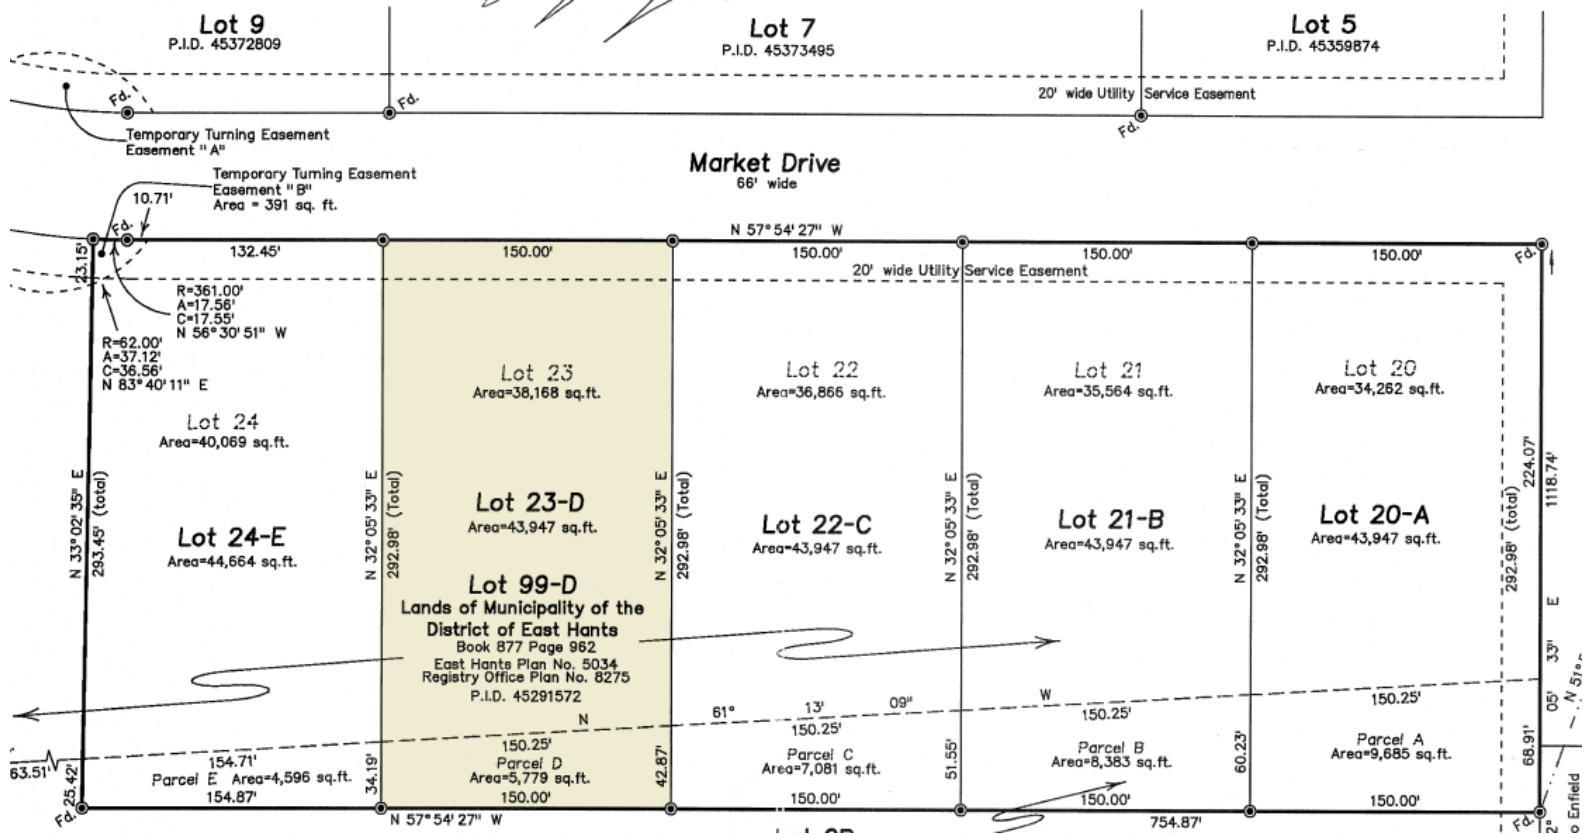 Lot 9
P.I.D. 45372809
Lot 7
P.I.D. 45373495
Lot 5
P.I.D. 45359874
20' wide Utility Service Easement
Fd.
Fd.
Fd.
Temporary Turning Easement
Easement "A"
Market Drive
66' wide
Temporary Turning Easement
Easement "B"
Area = 391 sq. ft.
10.71'
Fd.
N 57° 54' 27" W
23.15'
132.45'
150.00'
150.00'
150.00'
150.00'
Fd.
20' wide Utility Service Easement
R=361.00'
A=17.56'
C=17.55'
N 56° 30' 51" W
R=62.00'
A=37.12'
C=36.56'
N 83° 40' 11" E
Lot 24
Area=40,069 sq.ft.
Lot 23
Area=38,168 sq.ft.
Lot 22
Area=36,866 sq.ft.
Lot 21
Area=35,564 sq.ft.
Lot 20
Area=34,262 sq.ft.
N 33° 02' 35" E
293.45' (total)
Lot 24-E
Area=44,664 sq.ft.
N 32° 05' 33" E
292.98' (Total)
Lot 23-D
Area=43,947 sq.ft.
N 32° 05' 33" E
292.98' (Total)
Lot 22-C
Area=43,947 sq.ft.
N 32° 05' 33" E
292.98' (Total)
Lot 21-B
Area=43,947 sq.ft.
N 32° 05' 33" E
292.98' (Total)
Lot 20-A
Area=43,947 sq.ft.
292.98' (total)
224.07'
1118.74'
05' 33" E
Lot 99-D
Lands of Municipality of the
District of East Hants
Book 877 Page 962
East Hants Plan No. 5034
Registry Office Plan No. 8275
P.I.D. 45291572
N 61° 13' 09" W
63.51'
154.71'
150.25'
150.25'
150.25'
150.25'
25.42'
Parcel E Area=4,596 sq.ft.
34.19'
Parcel D
Area=5,779 sq.ft.
42.87'
Parcel C
Area=7,081 sq.ft.
51.55'
Parcel B
Area=8,383 sq.ft.
60.23'
Parcel A
Area=9,685 sq.ft.
68.91'
154.87'
150.00'
150.00'
150.00'
150.00'
Fd.
N 57° 54' 27" W
754.87'
Fd.
N 51°
o Enfield
2°